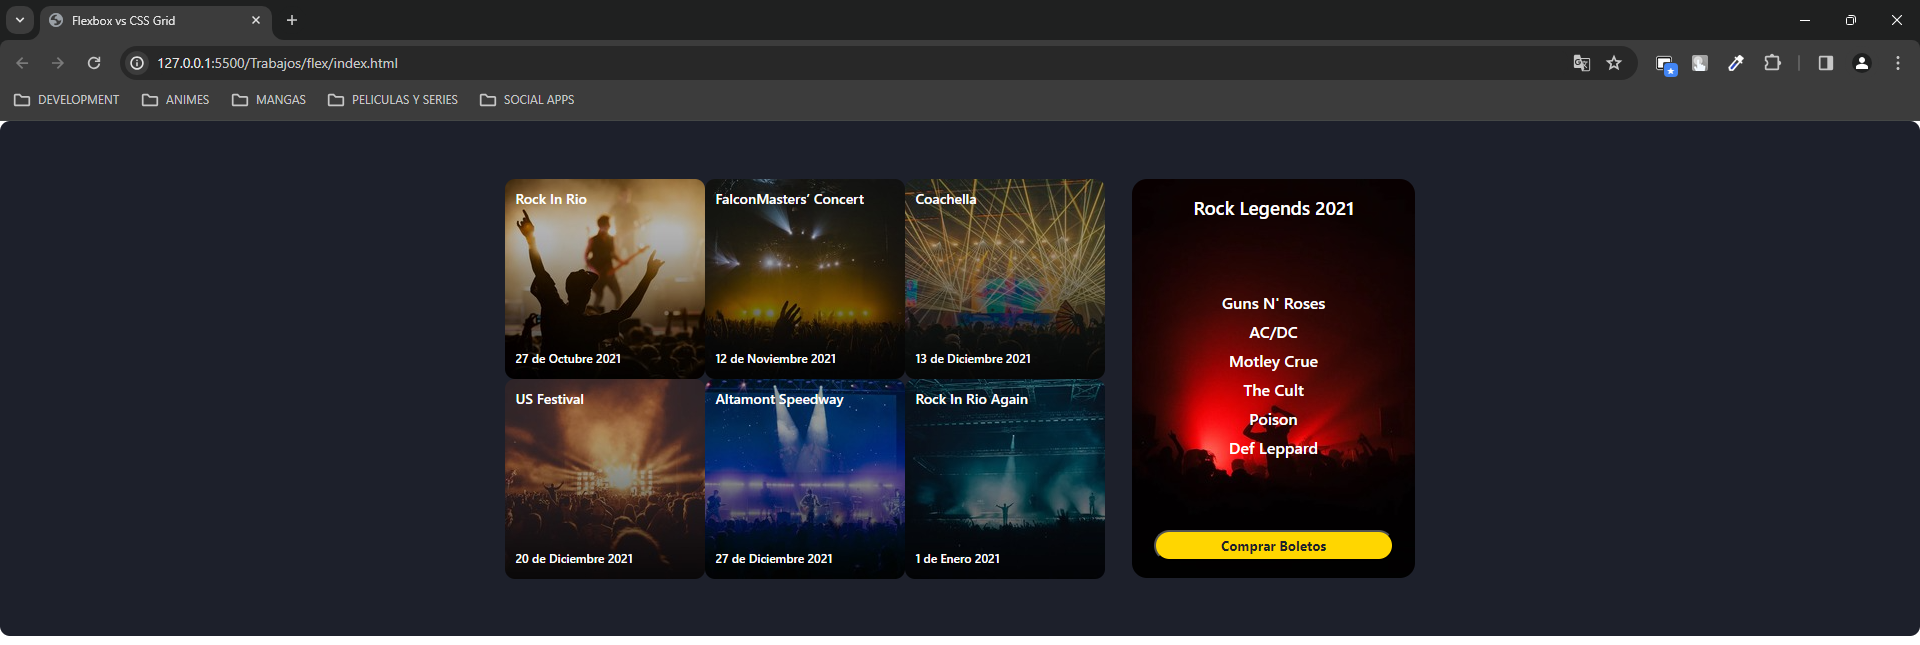 Flexbox vs CSS Grid
127.0.0.1:5500/Trabajos/flex/index.html
DEVELOPMENT
ANIMES
MANGAS
PELICULAS Y SERIES
SOCIAL APPS
Rock In Rio
FalconMasters’ Concert
Coachella
27 de Octubre 2021
12 de Noviembre 2021
13 de Diciembre 2021
US Festival
Altamont Speedway
Rock In Rio Again
20 de Diciembre 2021
27 de Diciembre 2021
1 de Enero 2021
Rock Legends 2021
Guns N' Roses
AC/DC
Motley Crue
The Cult
Poison
Def Leppard
Comprar Boletos